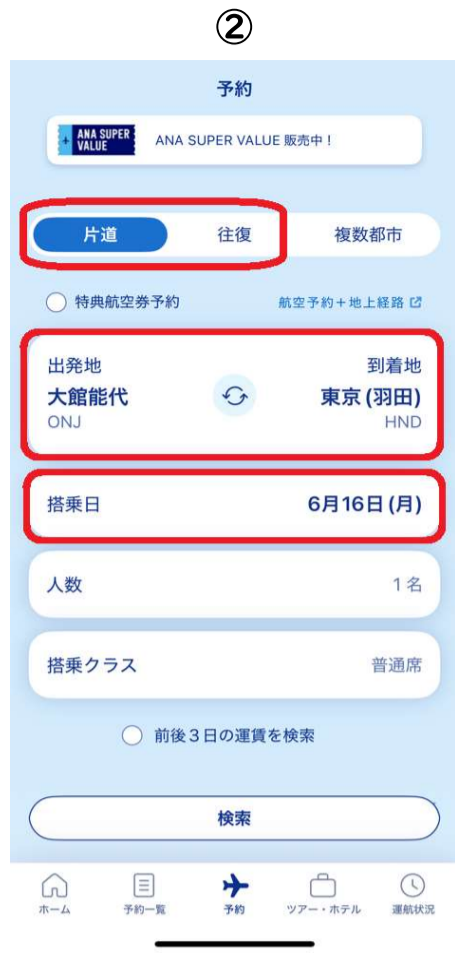 ②
予約
+ ANA SUPER VALUE
ANA SUPER VALUE 販売中！
片道 往復 複数都市
特典航空券予約 航空予約＋地上経路
出発地 到着地
大館能代 東京(羽田)
ONJ HND
搭乗日 6月16日(月)
人数 1名
搭乗クラス 普通席
前後3日の運賃を検索
検索
ホーム 予約一覧 予約 ツアー・ホテル 運航状況